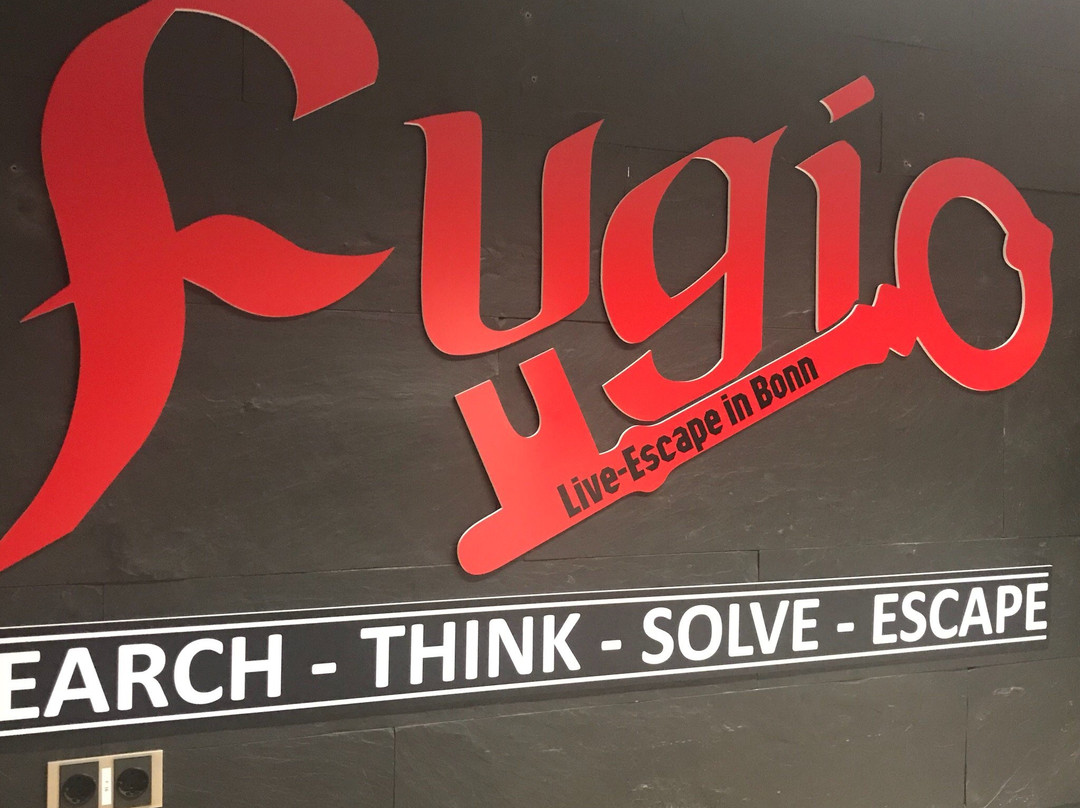 Fugio
Live-Escape in Bonn
EARCH - THINK - SOLVE - ESCAPE